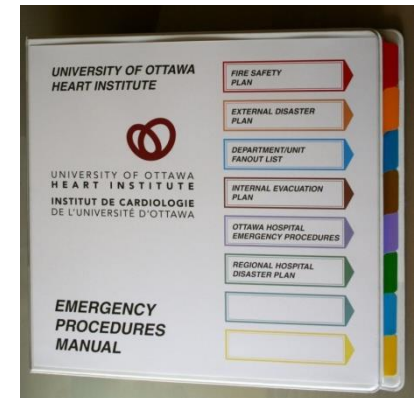 UNIVERSITY OF OTTAWA
HEART INSTITUTE
UNIVERSITY OF OTTAWA
HEART INSTITUTE
INSTITUT DE CARDIOLOGIE
DE L'UNIVERSITÉ D'OTTAWA
EMERGENCY
PROCEDURES
MANUAL
FIRE SAFETY
PLAN
EXTERNAL DISASTER
PLAN
DEPARTMENT/UNIT
FANOUT LIST
INTERNAL EVACUATION
PLAN
OTTAWA HOSPITAL
EMERGENCY PROCEDURES
REGIONAL HOSPITAL
DISASTER PLAN